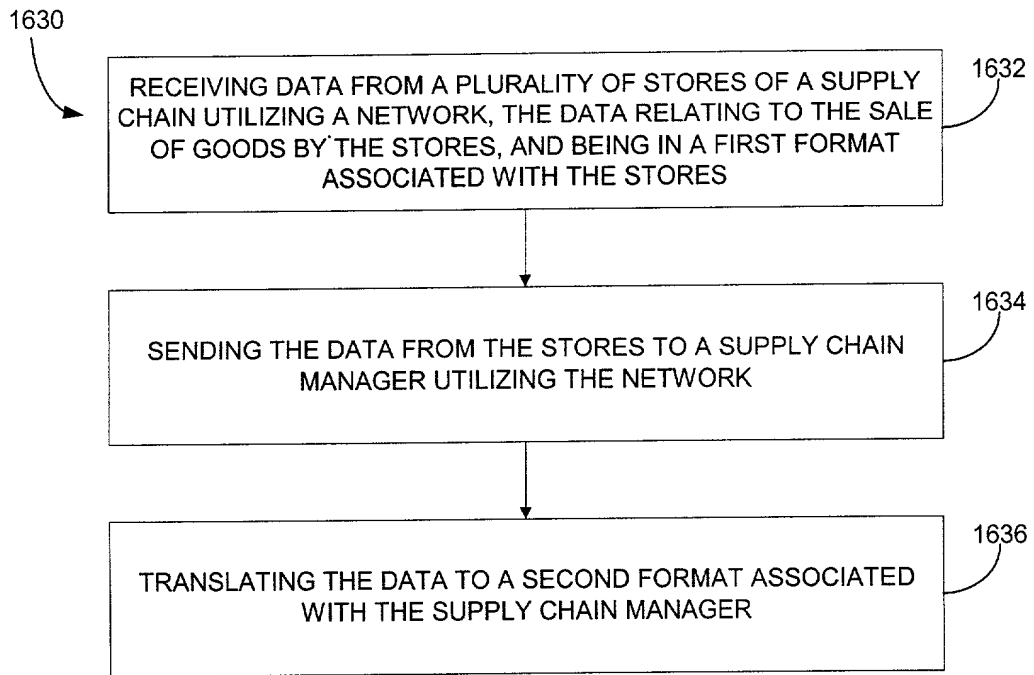 1630
RECEIVING DATA FROM A PLURALITY OF STORES OF A SUPPLY
CHAIN UTILIZING A NETWORK, THE DATA RELATING TO THE SALE
OF GOODS BY THE STORES, AND BEING IN A FIRST FORMAT
ASSOCIATED WITH THE STORES
1632
SENDING THE DATA FROM THE STORES TO A SUPPLY CHAIN
MANAGER UTILIZING THE NETWORK
1634
TRANSLATING THE DATA TO A SECOND FORMAT ASSOCIATED
WITH THE SUPPLY CHAIN MANAGER
1636